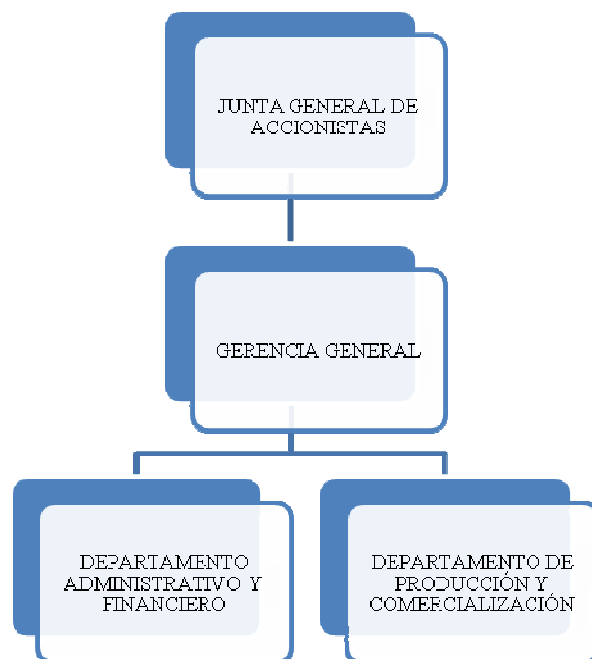 JUNTA GENERAL DE
ACCIONISTAS
GERENCIA GENERAL
DEPARTAMENTO
ADMINISTRATIVO Y
FINANCIERO
DEPARTAMENTO DE
PRODUCCIÓN Y
COMERCIALIZACIÓN